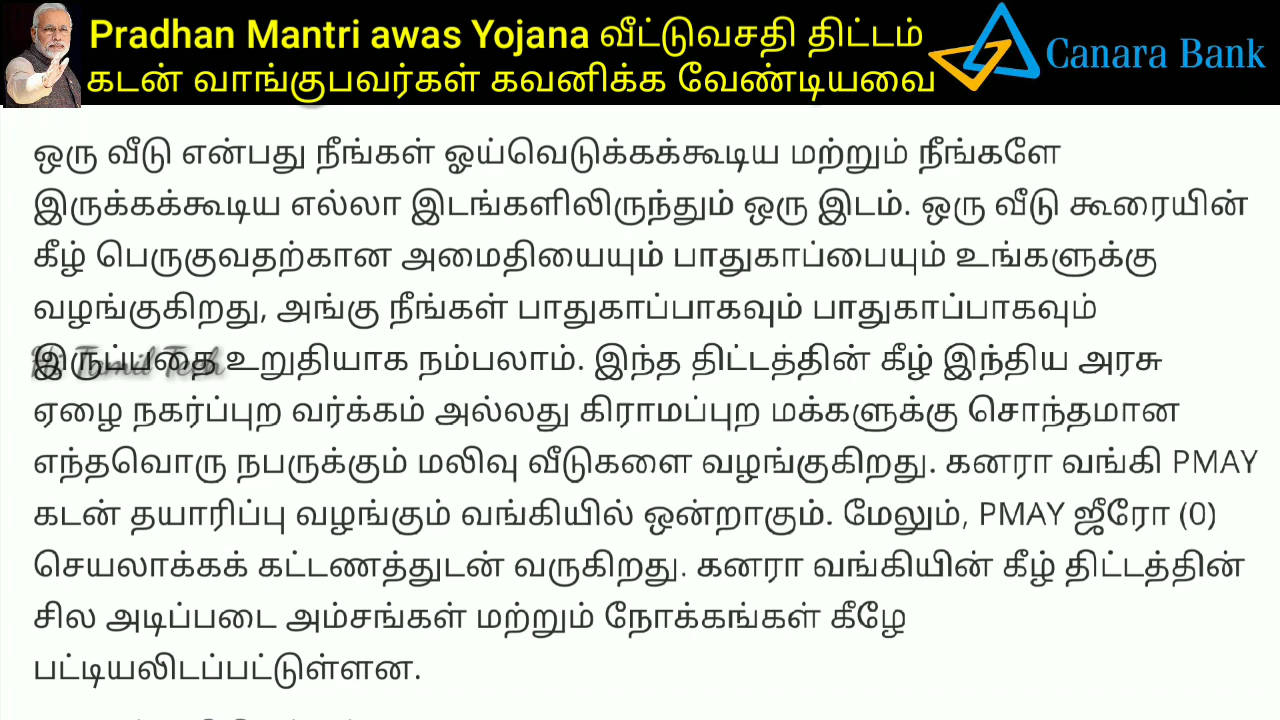 Pradhan Mantri awas Yojana வீட்டுவசதி திட்டம்
கடன் வாங்குபவர்கள் கவனிக்க வேண்டியவை
Canara Bank
ஒரு வீடு என்பது நீங்கள் ஓய்வெடுக்கக்கூடிய மற்றும் நீங்களே
இருக்கக்கூடிய எல்லா இடங்களிலிருந்தும் ஒரு இடம். ஒரு வீடு கூரையின்
கீழ் பெருகுவதற்கான அமைதியையும் பாதுகாப்பையும் உங்களுக்கு
வழங்குகிறது, அங்கு நீங்கள் பாதுகாப்பாகவும் பாதுகாப்பாகவும்
இருப்பதை உறுதியாக நம்பலாம். இந்த திட்டத்தின் கீழ் இந்திய அரசு
ஏழை நகர்ப்புற வர்க்கம் அல்லது கிராமப்புற மக்களுக்கு சொந்தமான
எந்தவொரு நபருக்கும் மலிவு வீடுகளை வழங்குகிறது. கனரா வங்கி PMAY
கடன் தயாரிப்பு வழங்கும் வங்கியில் ஒன்றாகும். மேலும், PMAY ஜீரோ (0)
செயலாக்கக் கட்டணத்துடன் வருகிறது. கனரா வங்கியின் கீழ் திட்டத்தின்
சில அடிப்படை அம்சங்கள் மற்றும் நோக்கங்கள் கீழே
பட்டியலிடப்பட்டுள்ளன.